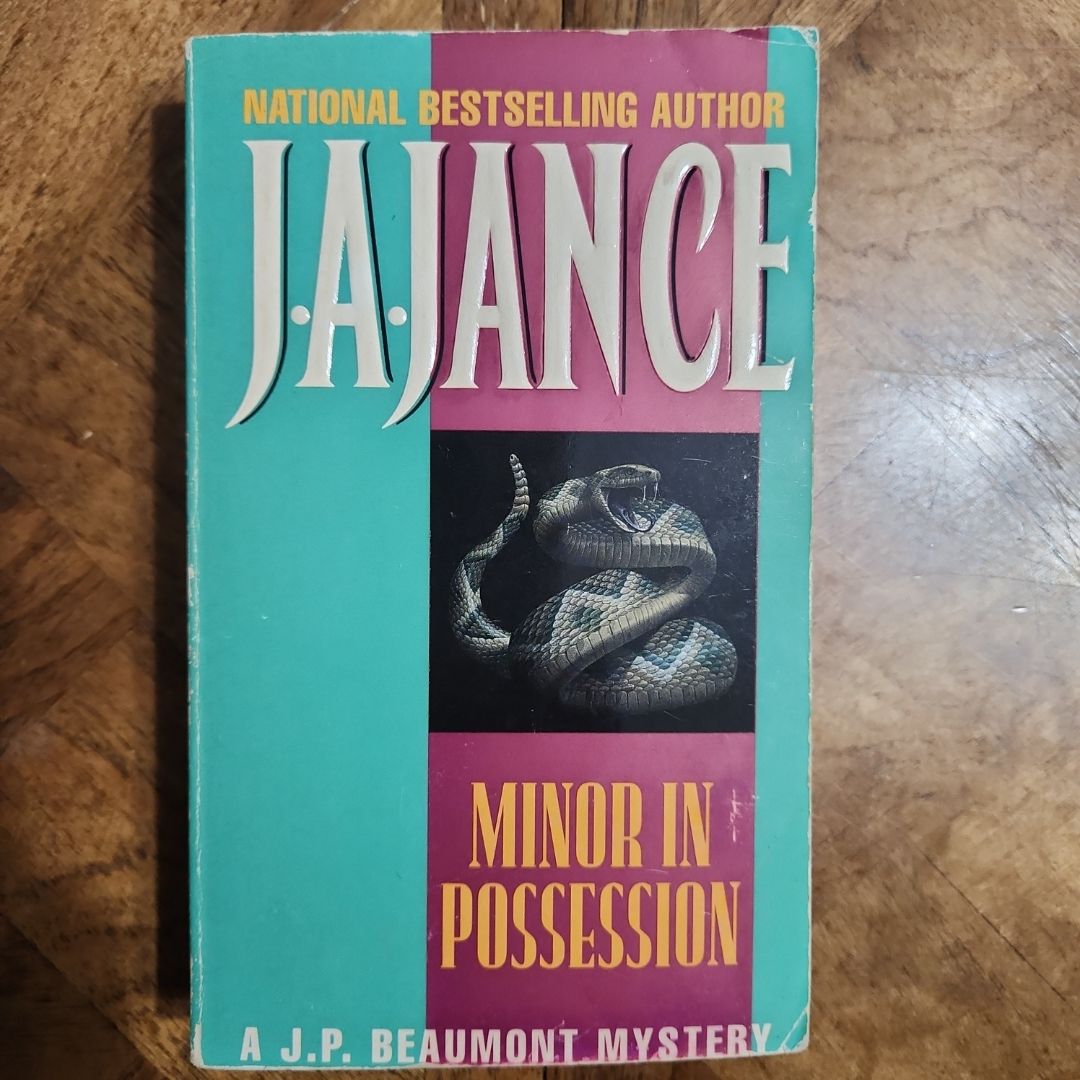 NATIONAL BESTSELLING AUTHOR
J.A.JANCE
MINOR IN
POSSESSION
A J.P. BEAUMONT MYSTERY